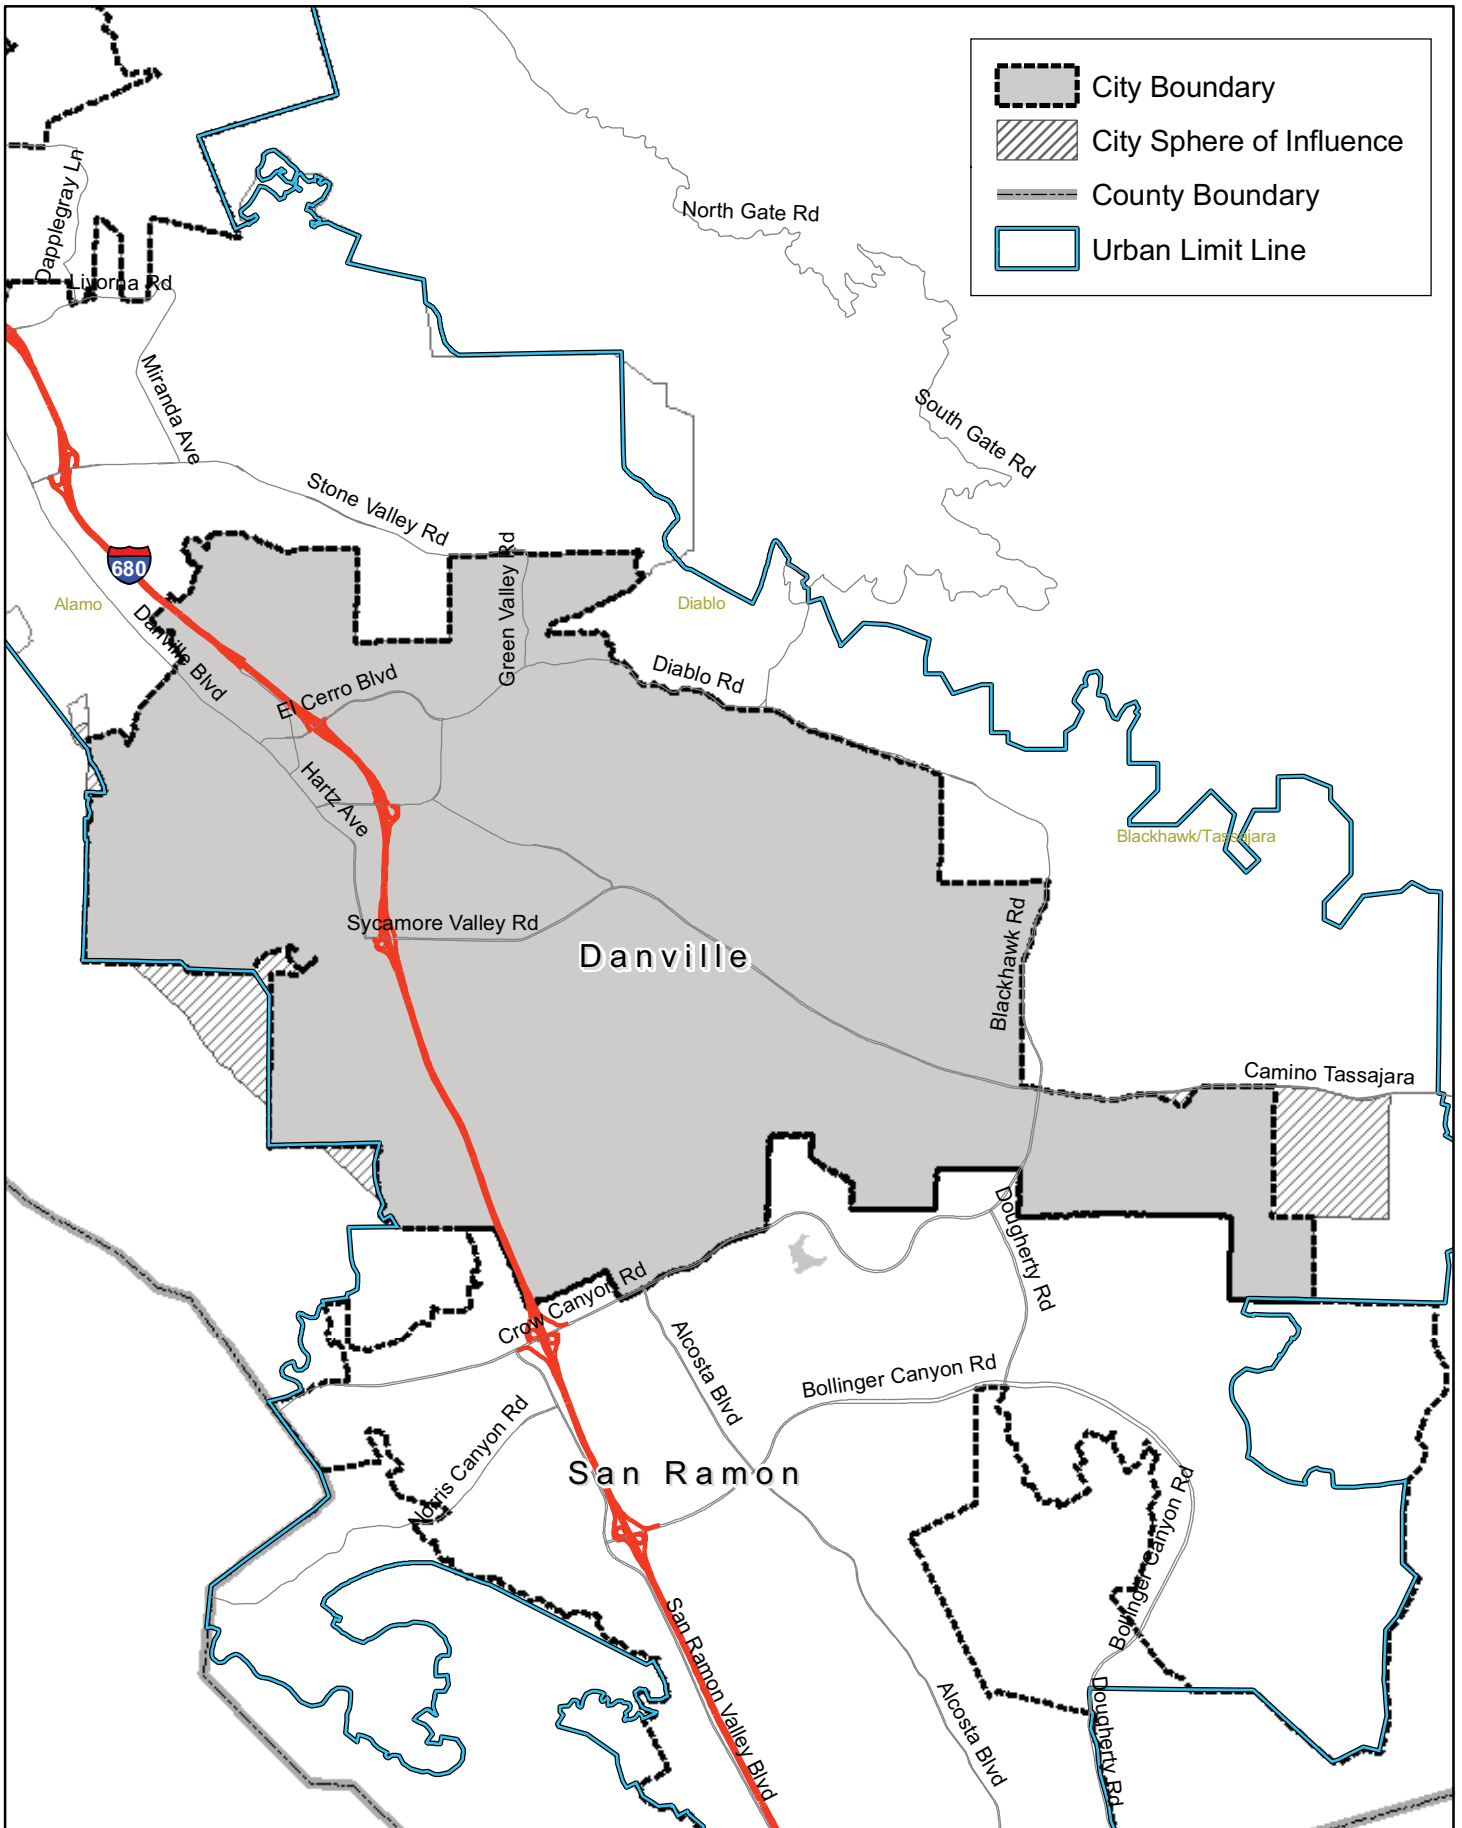 City Boundary
City Sphere of Influence
County Boundary
Urban Limit Line
Dapplegray Ln
North Gate Rd
Livorna Rd
Miranda Ave
South Gate Rd
Stone Valley Rd
Green Valley Rd
680
Alamo
Diablo
Danville Blvd
El Cerro Blvd
Diablo Rd
Hartz Ave
Blackhawk/Tassajara
Sycamore Valley Rd
Danville
Blackhawk Rd
Camino Tassajara
Dougherty Rd
Crow Canyon Rd
Alcosta Blvd
Bollinger Canyon Rd
Norris Canyon Rd
San Ramon
Bollinger Canyon Rd
San Ramon Valley Blvd
Alcosta Blvd
Dougherty Rd